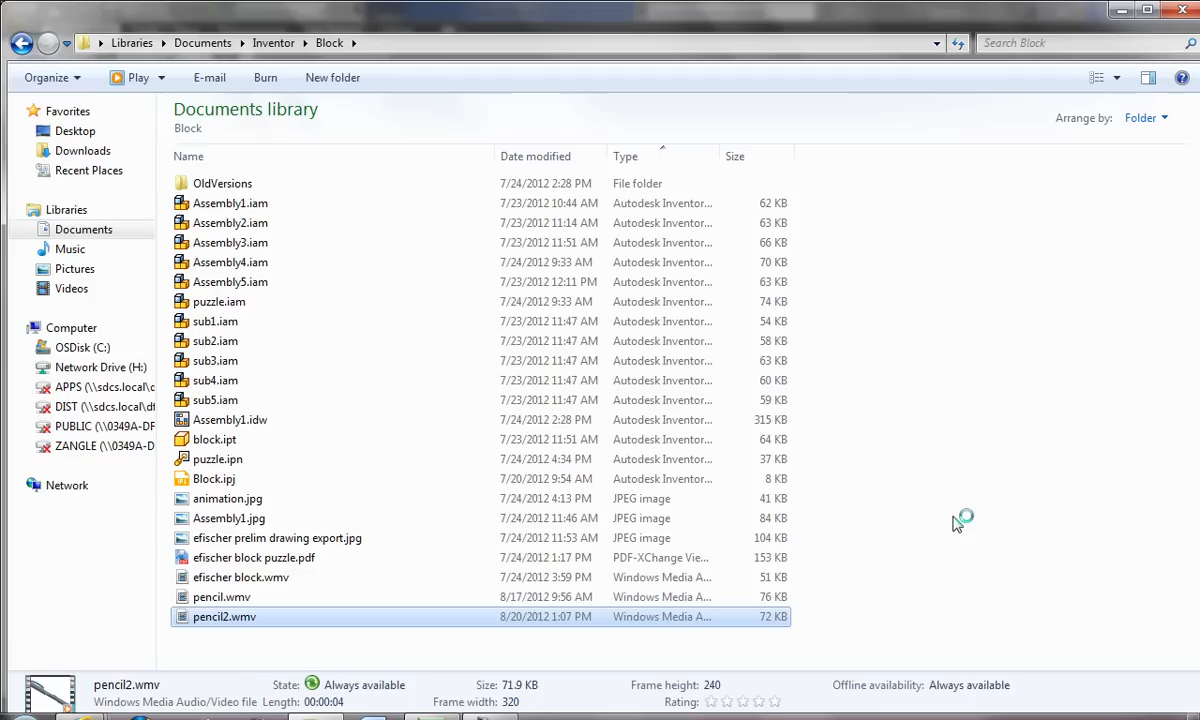 Libraries ▸ Documents ▸ Inventor ▸ Block ▸
Search Block
Organize Play E-mail Burn New folder
Favorites
Desktop
Downloads
Recent Places
Libraries
Documents
Music
Pictures
Videos
Computer
OSDisk (C:)
Network Drive (H:)
APPS (\\sdcs.local\d
DIST (\\sdcs.local\df
PUBLIC (\\0349A-DF
ZANGLE (\\0349A-D
Network
Documents library
Block
Arrange by: Folder
Name Date modified Type Size
OldVersions 7/24/2012 2:28 PM File folder
Assembly1.iam 7/23/2012 10:44 AM Autodesk Inventor... 62 KB
Assembly2.iam 7/23/2012 11:14 AM Autodesk Inventor... 63 KB
Assembly3.iam 7/23/2012 11:51 AM Autodesk Inventor... 66 KB
Assembly4.iam 7/24/2012 9:33 AM Autodesk Inventor... 70 KB
Assembly5.iam 7/23/2012 12:11 PM Autodesk Inventor... 63 KB
puzzle.iam 7/24/2012 9:33 AM Autodesk Inventor... 74 KB
sub1.iam 7/23/2012 11:47 AM Autodesk Inventor... 54 KB
sub2.iam 7/23/2012 11:47 AM Autodesk Inventor... 58 KB
sub3.iam 7/23/2012 11:47 AM Autodesk Inventor... 63 KB
sub4.iam 7/23/2012 11:47 AM Autodesk Inventor... 60 KB
sub5.iam 7/23/2012 11:47 AM Autodesk Inventor... 59 KB
Assembly1.idw 7/24/2012 2:28 PM Autodesk Inventor... 315 KB
block.ipt 7/23/2012 11:51 AM Autodesk Inventor... 64 KB
puzzle.ipn 7/24/2012 4:34 PM Autodesk Inventor... 37 KB
Block.ipj 7/20/2012 9:54 AM Autodesk Inventor... 8 KB
animation.jpg 7/24/2012 4:13 PM JPEG image 41 KB
Assembly1.jpg 7/24/2012 11:46 AM JPEG image 84 KB
efischer prelim drawing export.jpg 7/24/2012 11:53 AM JPEG image 104 KB
efischer block puzzle.pdf 7/24/2012 1:17 PM PDF-XChange Vie... 153 KB
efischer block.wmv 7/24/2012 3:59 PM Windows Media A... 51 KB
pencil.wmv 8/17/2012 9:56 AM Windows Media A... 76 KB
pencil2.wmv 8/20/2012 1:07 PM Windows Media A... 72 KB
pencil2.wmv State: Always available Size: 71.9 KB Frame height: 240 Offline availability: Always available
Windows Media Audio/Video file Length: 00:00:04 Frame width: 320 Rating: